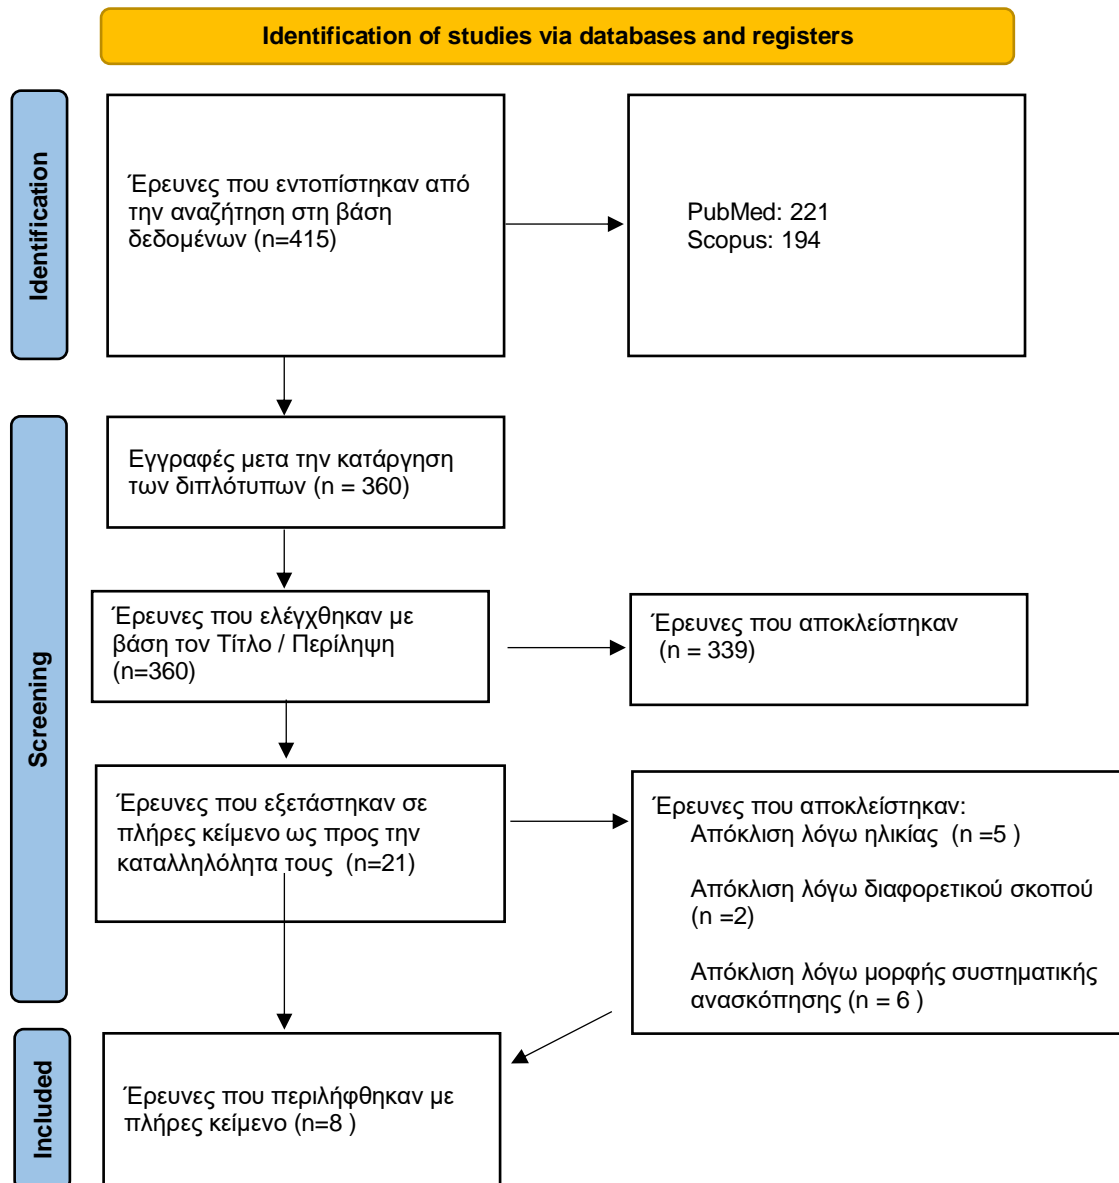 Identification of studies via databases and registers
Identification
Έρευνες που εντοπίστηκαν από
την αναζήτηση στη βάση
δεδομένων (n=415)
PubMed: 221
Scopus: 194
Screening
Εγγραφές μετα την κατάργηση
των διπλότυπων (n = 360)
Έρευνες που ελέγχθηκαν με
βάση τον Τίτλο / Περίληψη
(n=360)
Έρευνες που αποκλείστηκαν
(n = 339)
Έρευνες που εξετάστηκαν σε
πλήρες κείμενο ως προς την
καταλληλόλητα τους (n=21)
Έρευνες που αποκλείστηκαν:
Απόκλιση λόγω ηλικίας (n =5 )
Απόκλιση λόγω διαφορετικού σκοπού
(n =2)
Απόκλιση λόγω μορφής συστηματικής
ανασκόπησης (n = 6 )
Included
Έρευνες που περιλήφθηκαν με
πλήρες κείμενο (n=8 )